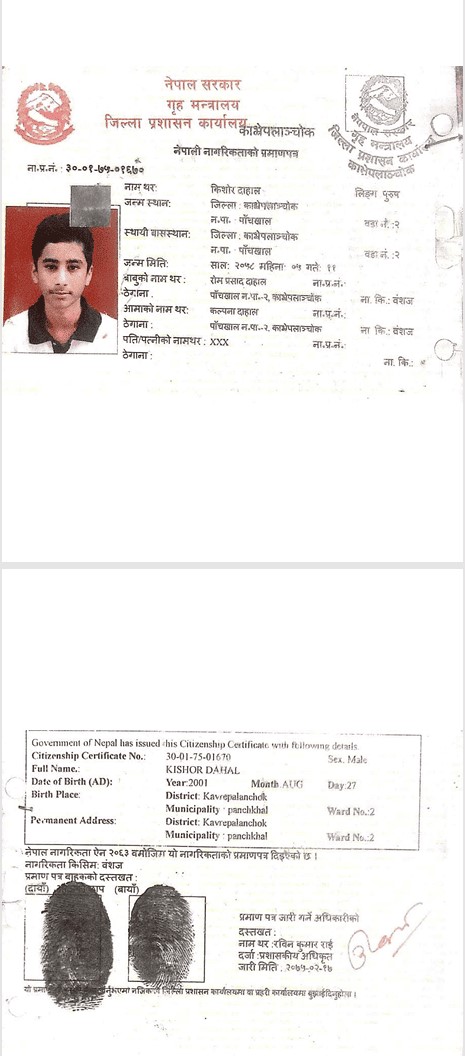 नेपाल सरकार
गृह मन्त्रालय
जिल्ला प्रशासन कार्यालय, काभ्रेपलाञ्चोक
नेपाली नागरिकताको प्रमाणपत्र
नेपाल सरकार
गृह मन्त्रालय
जिल्ला प्रशासन कार्यालय
काभ्रेपलाञ्चोक
ना.प्र.नं.: ३०-०१-७५-०१६७०
नाम थर: किशोर दाहाल लिङ्ग पुरुष
जन्म स्थान: जिल्ला : काभ्रेपलाञ्चोक
न.पा. : पाँचखाल वडा नं.:२
स्थायी बासस्थान: जिल्ला : काभ्रेपलाञ्चोक
न.पा. : पाँचखाल वडा नं.:२
जन्म मिति: साल: २०५८ महिना: ०५ गते: ११
बाबुको नाम थर: रोम प्रसाद दाहाल ना.प्र.नं.:
ठेगाना : पाँचखाल न.पा.-२, काभ्रेपलाञ्चोक ना. कि.: वंशज
आमाको नाम थर: कल्पना दाहाल ना.प्र.नं.:
ठेगाना : पाँचखाल न.पा.-२, काभ्रेपलाञ्चोक ना. कि.: वंशज
पति/पत्नीको नामथर : XXX ना.प्र.नं.:
ठेगाना : ना. कि.:
Government of Nepal has issued this Citizenship Certificate with following details.
Citizenship Certificate No.: 30-01-75-01670 Sex. Male
Full Name.: KISHOR DAHAL
Date of Birth (AD): Year:2001 Month.AUG Day:27
Birth Place: District: Kavrepalanchok
Municipality : panchkhal Ward No.:2
Permanent Address: District: Kavrepalanchok
Municipality : panchkhal Ward No.:2
नेपाल नागरिकता ऐन २०६३ बमोजिम यो नागरिकताको प्रमाणपत्र दिइएको छ ।
नागरिकता किसिम: वंशज
प्रमाण पत्र बाहकको दस्तखत :
(दायाँ) (बायाँ)
प्रमाण पत्र जारी गर्ने अधिकारीको
दस्तखत :
नाम थर : रविन कुमार राई
दर्जा : प्रशासकीय अधिकृत
जारी मिति : २०७५-०२-१७
जिल्ला प्रशासन कार्यालयमा वा प्रहरी कार्यालयमा बुझाईदिनुहोला ।